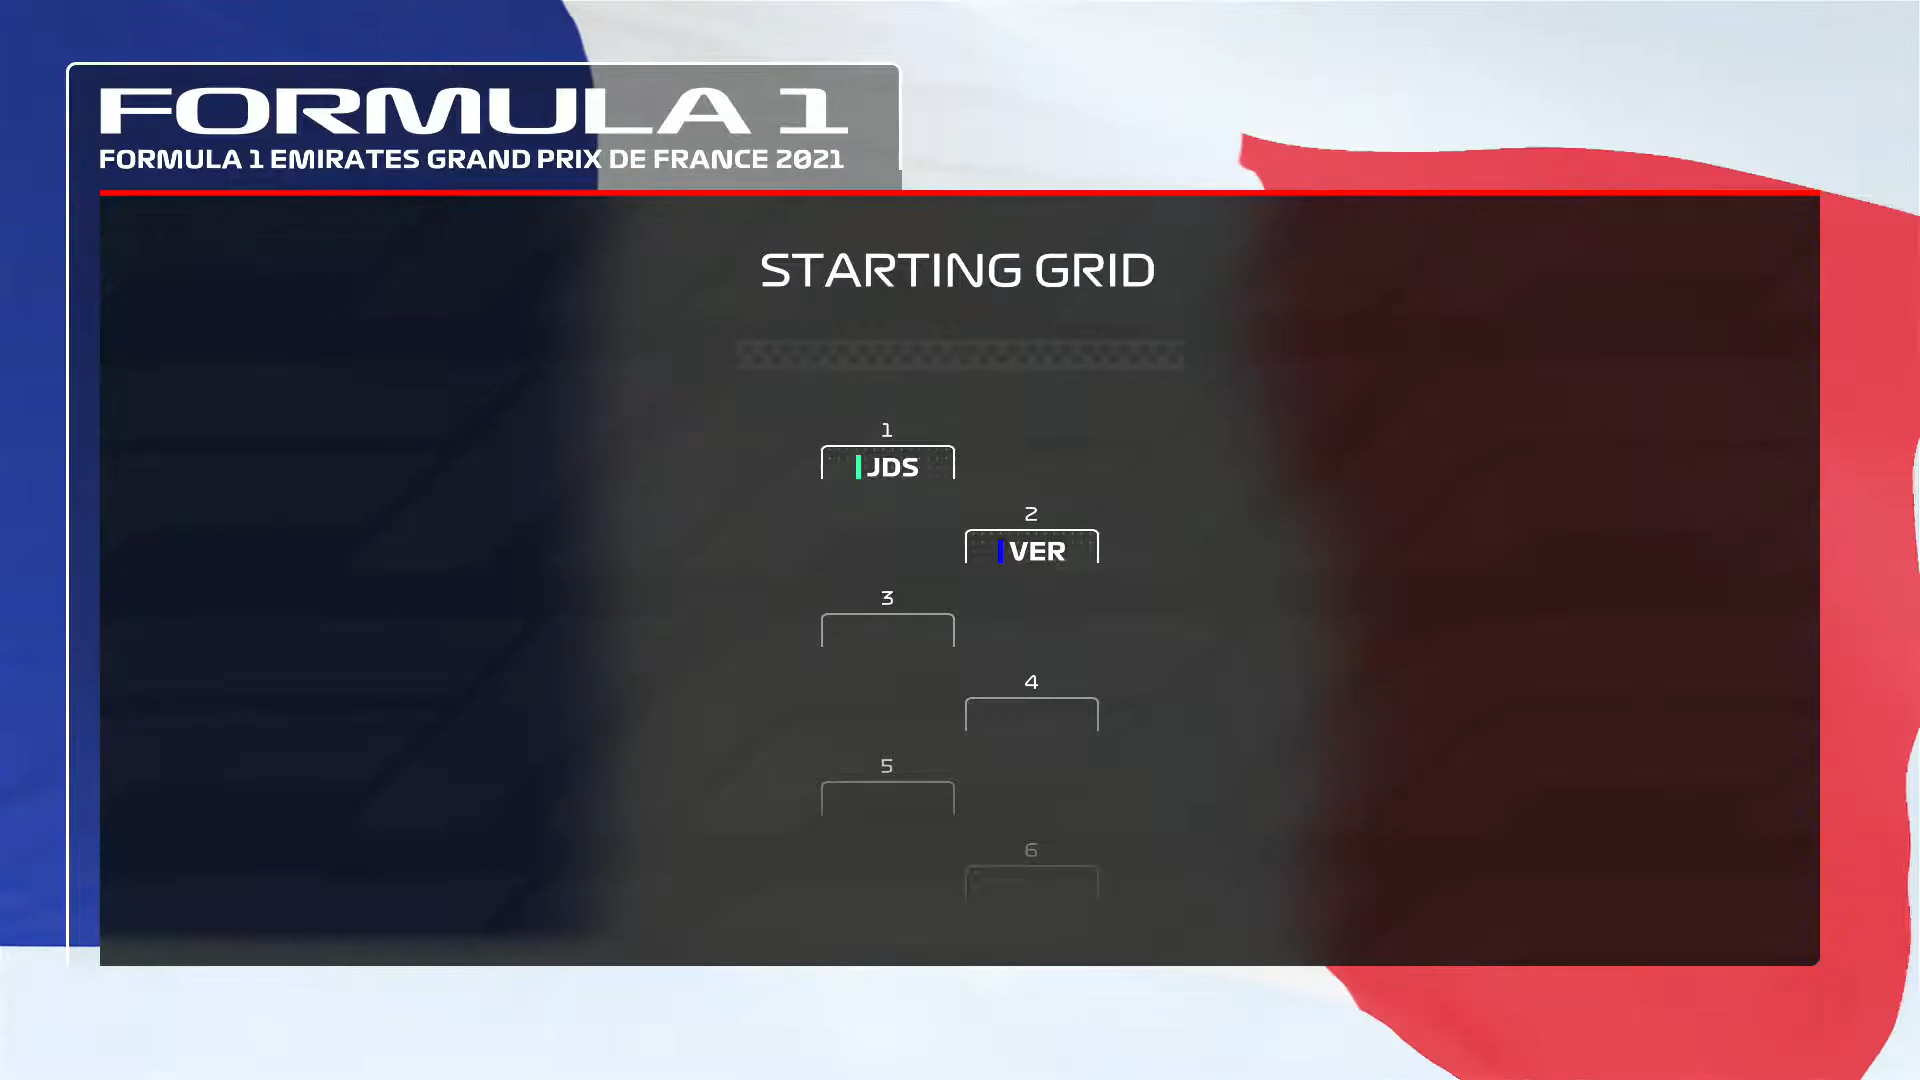 FORMULA 1
FORMULA 1 EMIRATES GRAND PRIX DE FRANCE 2021
STARTING GRID
1
JDS
2
VER
3
4
5
6